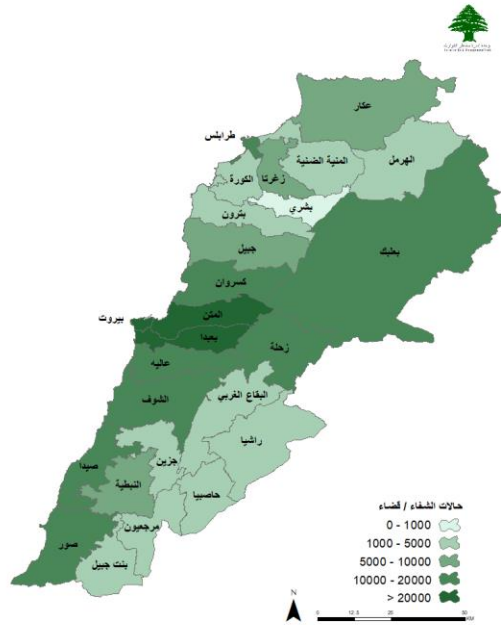 عكار
طرابلس
المنية الضنية
الهرمل
زغرتا
الكورة
بشري
بترون
جبيل
بعلبك
كسروان
المتن
بيروت
بعبدا
زحلة
عاليه
الشوف
البقاع الغربي
راشيا
جزين
صيدا
النبطية
حاصبيا
مرجعيون
صور
بنت جبيل
حالات الشفاء / قضاء
0 - 1000
1000 - 5000
5000 - 10000
10000 - 20000
> 20000
N
0 12.5 25 50
KM